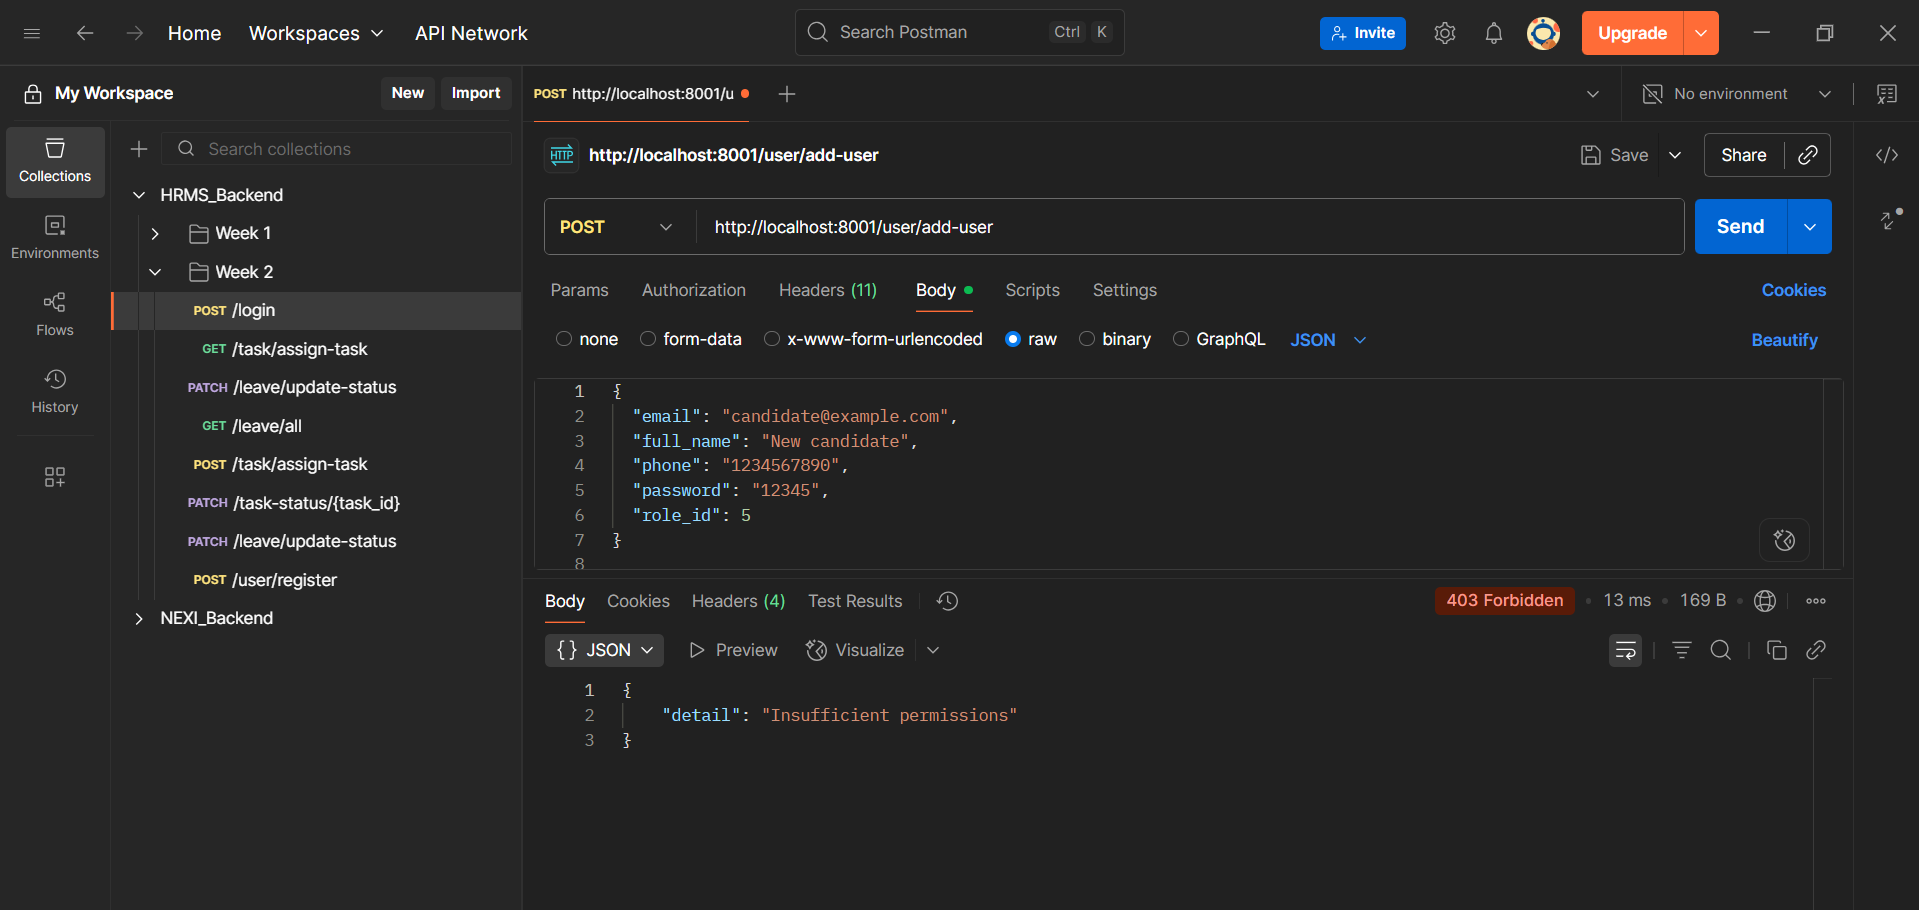 Home Workspaces API Network Search Postman Ctrl K Invite Upgrade
My Workspace New Import POST http://localhost:8001/u No environment
Collections
Environments
Flows
History
Search collections
HRMS_Backend
Week 1
Week 2
POST /login
GET /task/assign-task
PATCH /leave/update-status
GET /leave/all
POST /task/assign-task
PATCH /task-status/{task_id}
PATCH /leave/update-status
POST /user/register
NEXI_Backend
HTTP http://localhost:8001/user/add-user Save Share
POST http://localhost:8001/user/add-user Send
Params Authorization Headers (11) Body Scripts Settings Cookies
none form-data x-www-form-urlencoded raw binary GraphQL JSON Beautify
1 {
2 "email": "candidate@example.com",
3 "full_name": "New candidate",
4 "phone": "1234567890",
5 "password": "12345",
6 "role_id": 5
7 }
8
Body Cookies Headers (4) Test Results 403 Forbidden • 13 ms • 169 B •
{} JSON Preview Visualize
1 {
2 "detail": "Insufficient permissions"
3 }